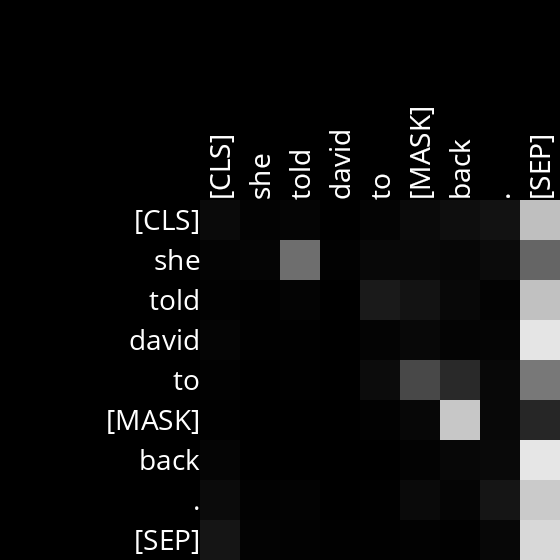 [CLS] she told david to [MASK] back . [SEP]
[CLS]
she
told
david
to
[MASK]
back
.
[SEP]